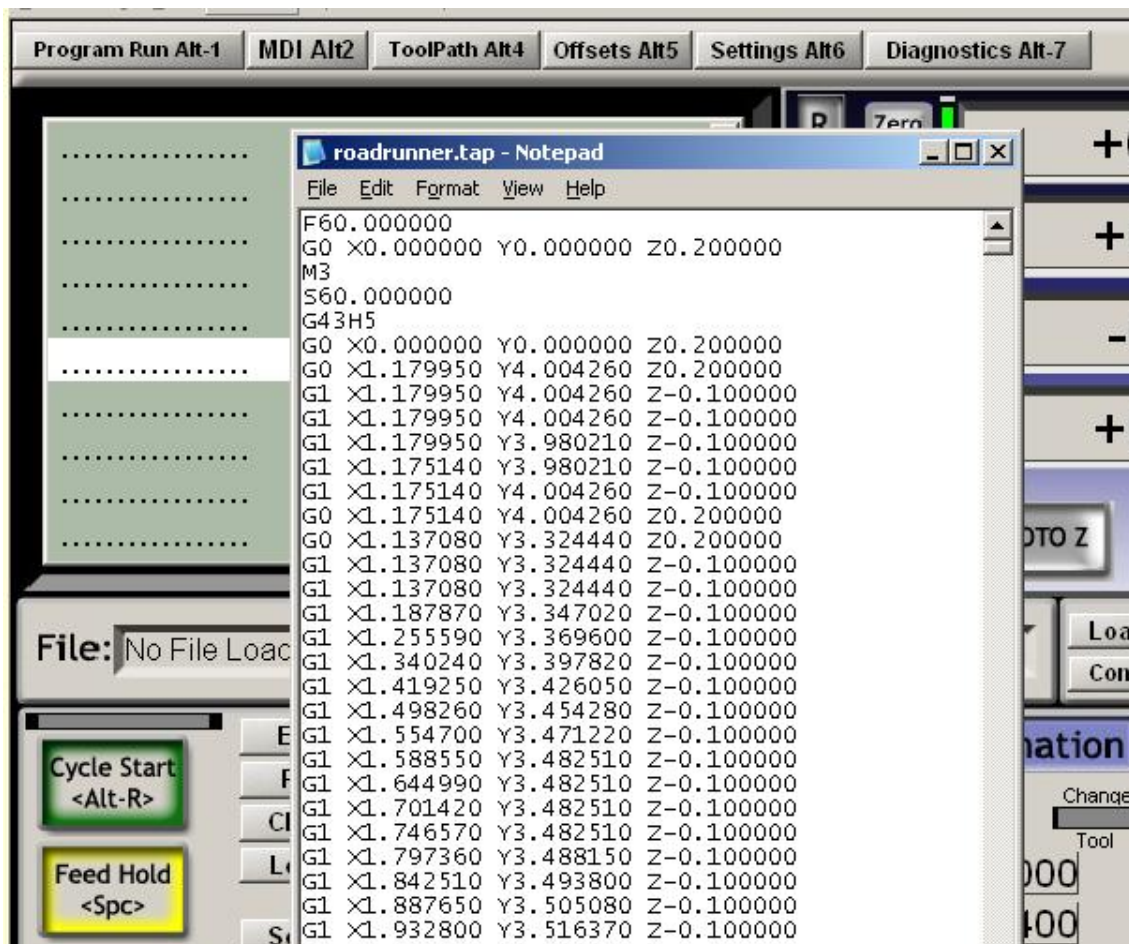 Program Run Alt-1 MDI Alt2 ToolPath Alt4 Offsets Alt5 Settings Alt6 Diagnostics Alt-7
R Zero
roadrunner.tap - Notepad
File Edit Format View Help
F60.000000
G0 X0.000000 Y0.000000 Z0.200000
M3
S60.000000
G43H5
G0 X0.000000 Y0.000000 Z0.200000
G0 X1.179950 Y4.004260 Z0.200000
G1 X1.179950 Y4.004260 Z-0.100000
G1 X1.179950 Y4.004260 Z-0.100000
G1 X1.179950 Y3.980210 Z-0.100000
G1 X1.175140 Y3.980210 Z-0.100000
G1 X1.175140 Y4.004260 Z-0.100000
G0 X1.175140 Y4.004260 Z0.200000
G0 X1.137080 Y3.324440 Z0.200000
G1 X1.137080 Y3.324440 Z-0.100000
G1 X1.137080 Y3.324440 Z-0.100000
G1 X1.187870 Y3.347020 Z-0.100000
G1 X1.255590 Y3.369600 Z-0.100000
G1 X1.340240 Y3.397820 Z-0.100000
G1 X1.419250 Y3.426050 Z-0.100000
G1 X1.498260 Y3.454280 Z-0.100000
G1 X1.554700 Y3.471220 Z-0.100000
G1 X1.588550 Y3.482510 Z-0.100000
G1 X1.644990 Y3.482510 Z-0.100000
G1 X1.701420 Y3.482510 Z-0.100000
G1 X1.746570 Y3.482510 Z-0.100000
G1 X1.797360 Y3.488150 Z-0.100000
G1 X1.842510 Y3.493800 Z-0.100000
G1 X1.887650 Y3.505080 Z-0.100000
G1 X1.932800 Y3.516370 Z-0.100000
OTO Z
File: No File Loa
Cycle Start
<Alt-R>
Feed Hold
<Spc>
Loa
Con
mation
Change
Tool
000
400